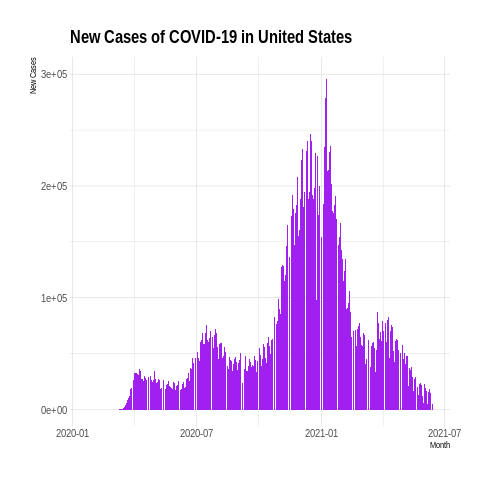 New Cases of COVID-19 in United States
New Cases
3e+05
2e+05
1e+05
0e+00
2020-01
2020-07
2021-01
2021-07
Month